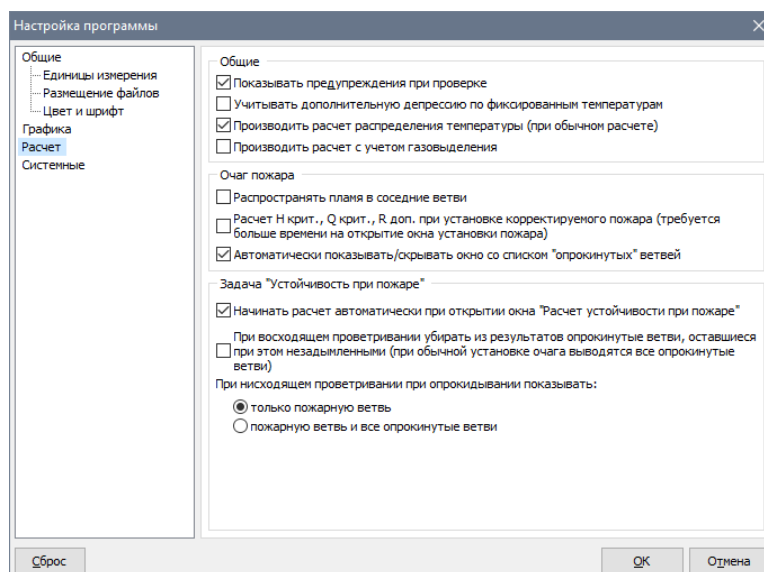 Настройка программы
Общие
Единицы измерения
Размещение файлов
Цвет и шрифт
Графика
Расчет
Системные
Общие
Показывать предупреждения при проверке
Учитывать дополнительную депрессию по фиксированным температурам
Производить расчет распределения температуры (при обычном расчете)
Производить расчет с учетом газовыделения
Очаг пожара
Распространять пламя в соседние ветви
Расчет H крит., Q крит., R доп. при установке корректируемого пожара (требуется
больше времени на открытие окна установки пожара)
Автоматически показывать/скрывать окно со списком "опрокинутых" ветвей
Задача "Устойчивость при пожаре"
Начинать расчет автоматически при открытии окна "Расчет устойчивости при пожаре"
При восходящем проветривании убирать из результатов опрокинутые ветви, оставшиеся
при этом незадымленными (при обычной установке очага выводятся все опрокинутые
ветви)
При нисходящем проветривании при опрокидывании показывать:
только пожарную ветвь
пожарную ветвь и все опрокинутые ветви
Сброс
OK
Отмена